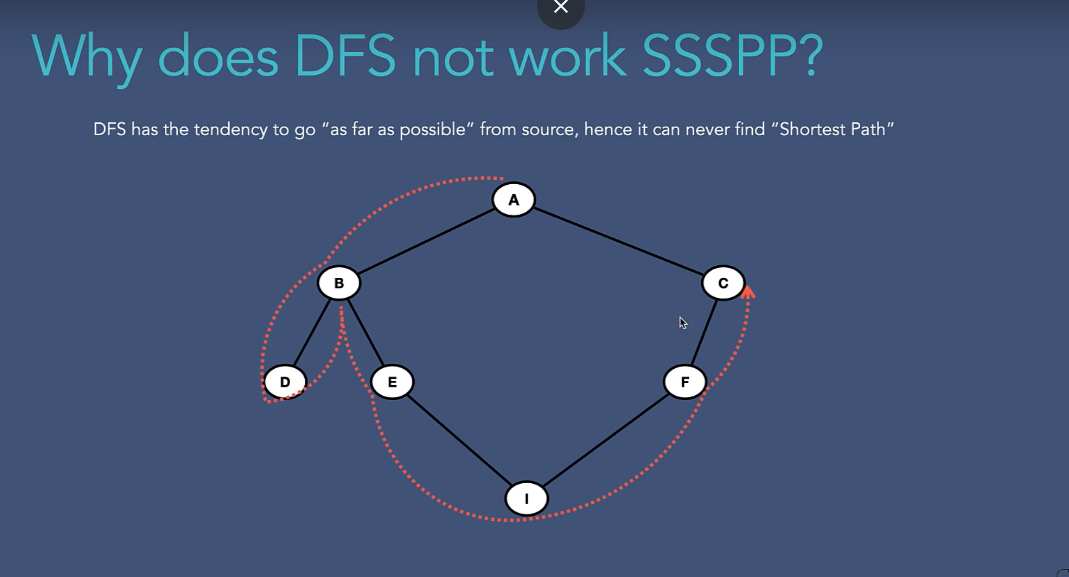 Why does DFS not work SSSPP?
DFS has the tendency to go “as far as possible” from source, hence it can never find “Shortest Path”
A
B
C
D
E
F
I